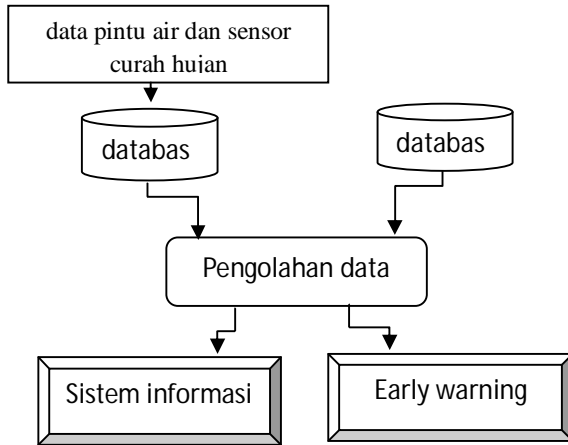 data pintu air dan sensor
curah hujan
databas
databas
Pengolahan data
Sistem informasi
Early warning